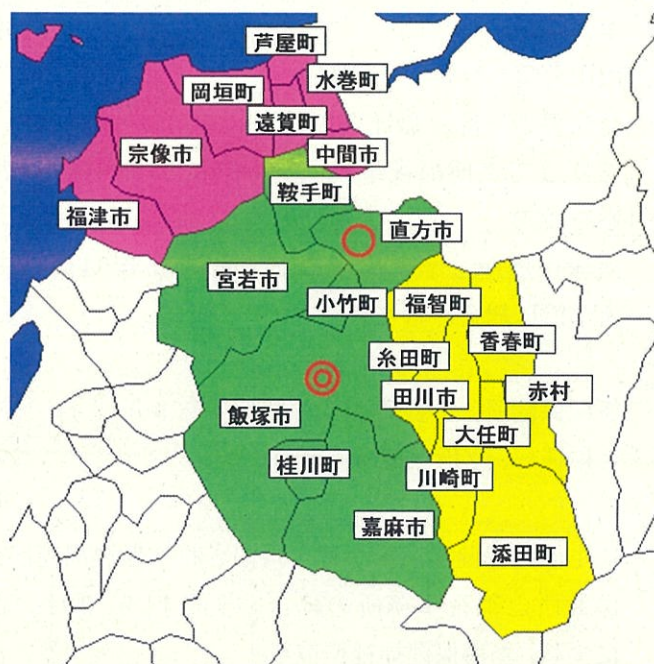 芦屋町
水巻町
岡垣町
遠賀町
宗像市
中間市
鞍手町
福津市
直方市
宮若市
小竹町
福智町
香春町
糸田町
赤村
田川市
飯塚市
大任町
桂川町
川崎町
嘉麻市
添田町